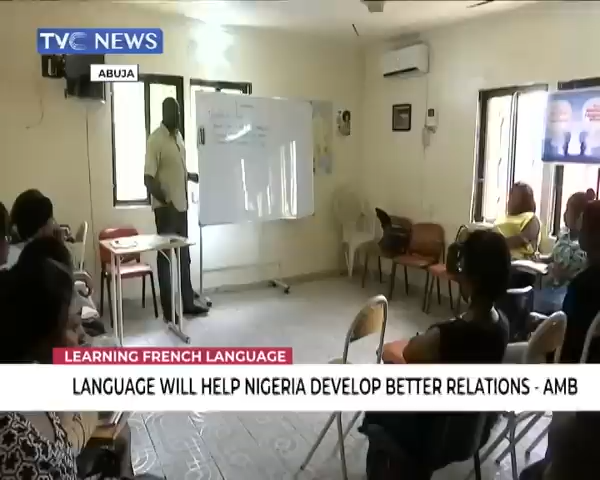 TVC NEWS
ABUJA
LEARNING FRENCH LANGUAGE
LANGUAGE WILL HELP NIGERIA DEVELOP BETTER RELATIONS - AMB